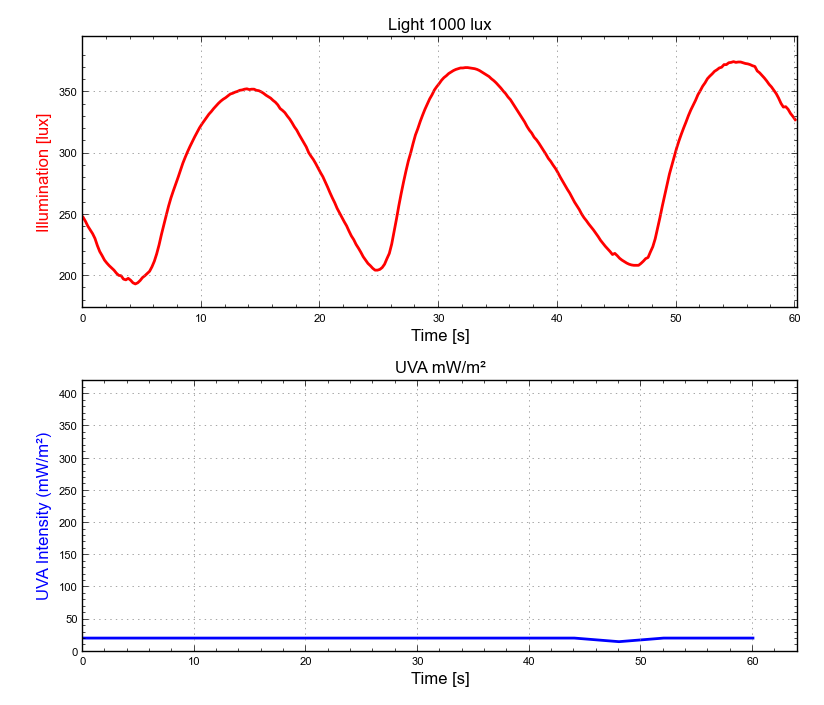 Light 1000 lux
Illumination [lux]
350
300
250
200
0 10 20 30 40 50 60
Time [s]
UVA mW/m²
UVA Intensity (mW/m²)
400
350
300
250
200
150
100
50
0
0 10 20 30 40 50 60
Time [s]